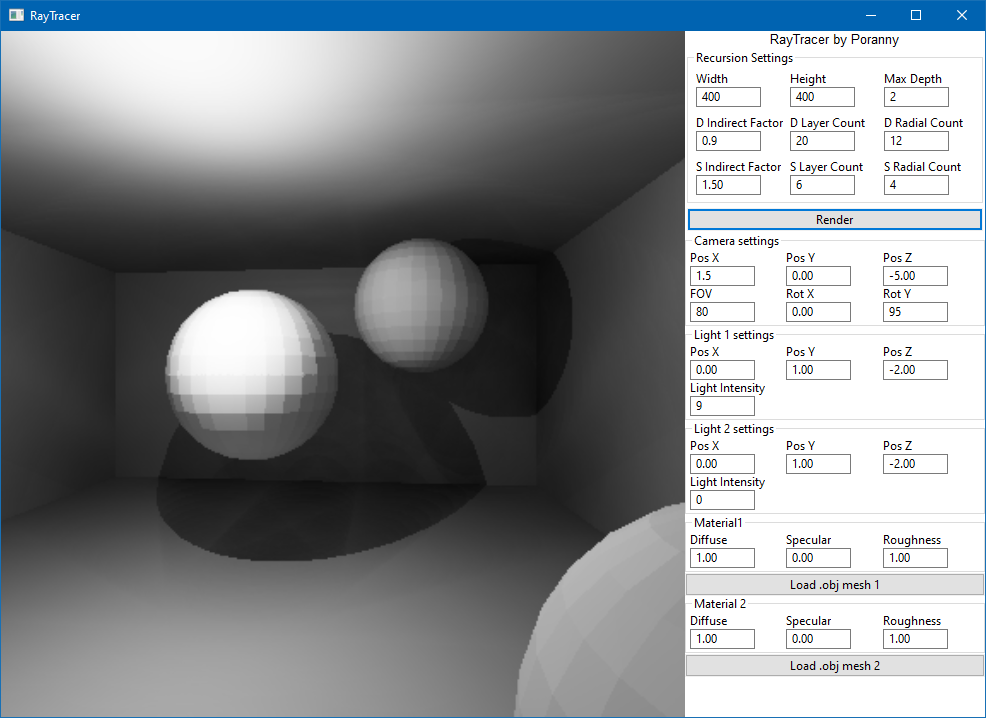 RayTracer
RayTracer by Poranny
Recursion Settings
Width Height Max Depth
400 400 2
D Indirect Factor D Layer Count D Radial Count
0.9 20 12
S Indirect Factor S Layer Count S Radial Count
1.50 6 4
Render
Camera settings
Pos X Pos Y Pos Z
1.5 0.00 -5.00
FOV Rot X Rot Y
80 0.00 95
Light 1 settings
Pos X Pos Y Pos Z
0.00 1.00 -2.00
Light Intensity
9
Light 2 settings
Pos X Pos Y Pos Z
0.00 1.00 -2.00
Light Intensity
0
Material1
Diffuse Specular Roughness
1.00 0.00 1.00
Load .obj mesh 1
Material 2
Diffuse Specular Roughness
1.00 0.00 1.00
Load .obj mesh 2